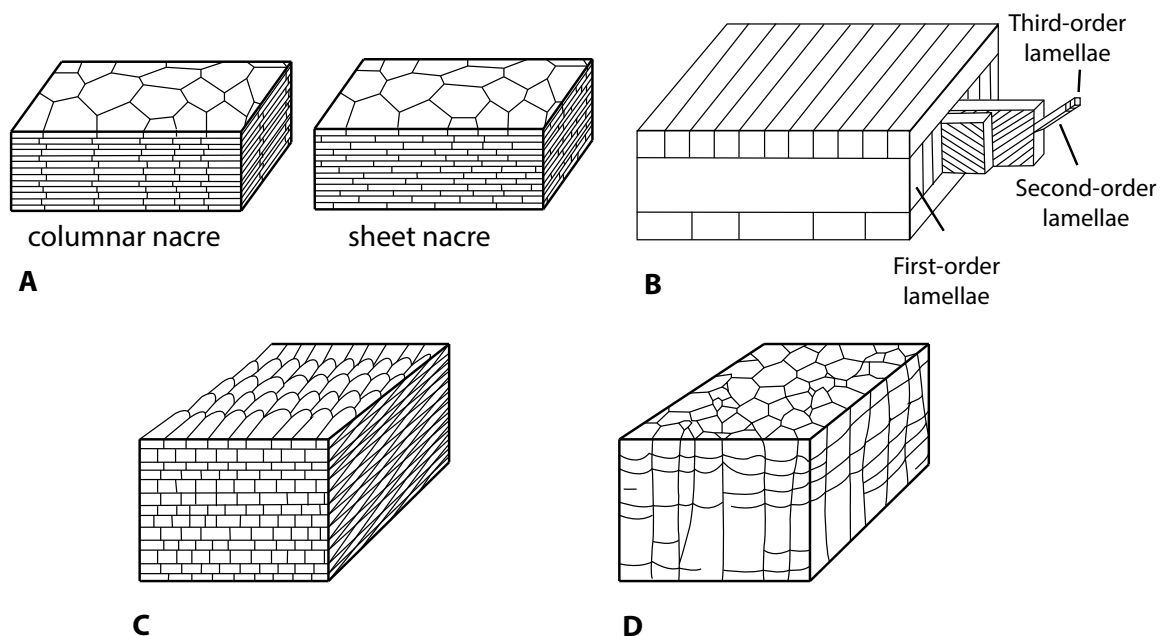 columnar nacre
sheet nacre
A
Third-order
lamellae
Second-order
lamellae
First-order
lamellae
B
C
D